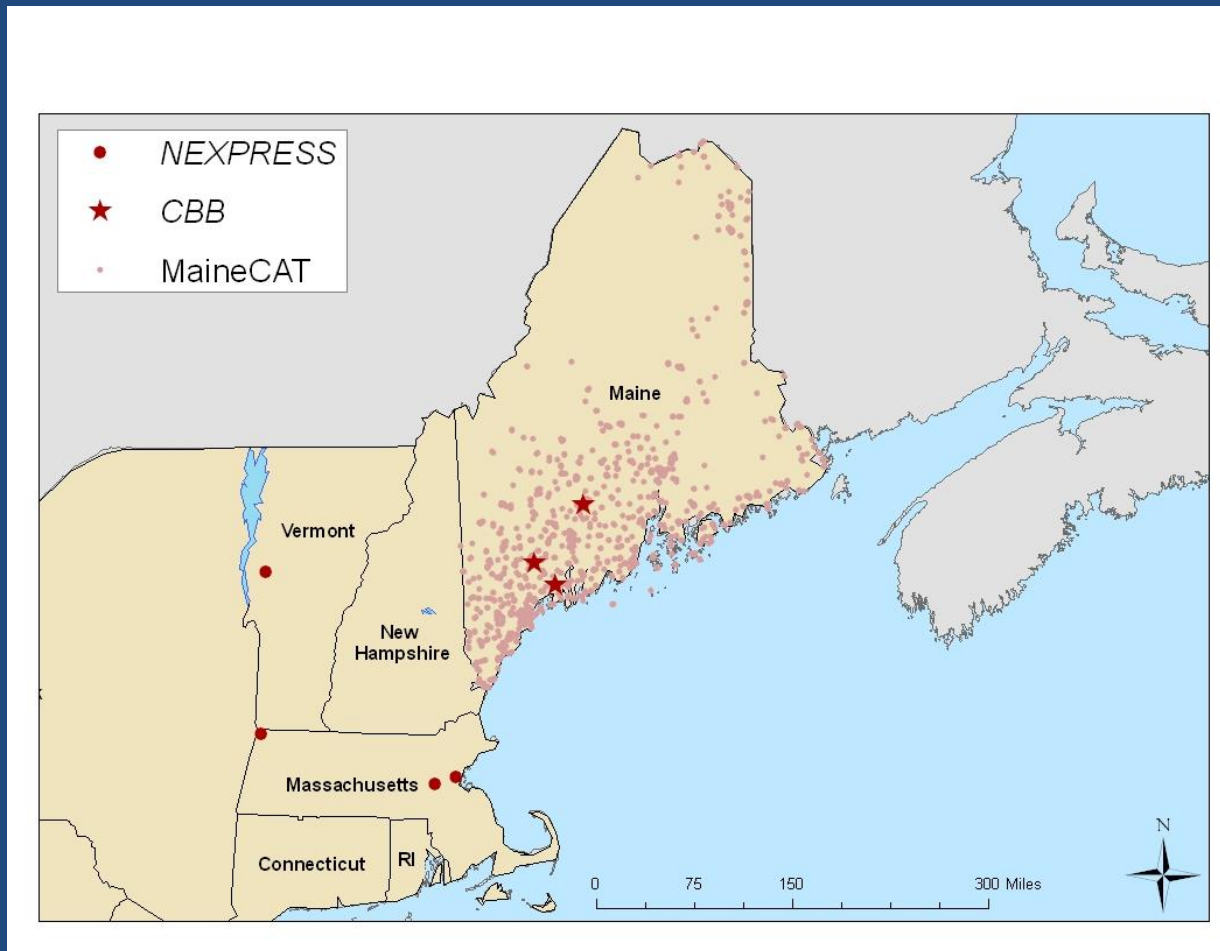 NEXPRESS
CBB
MaineCAT
Maine
Vermont
New
Hampshire
Massachusetts
Connecticut
RI
N
0 75 150 300 Miles